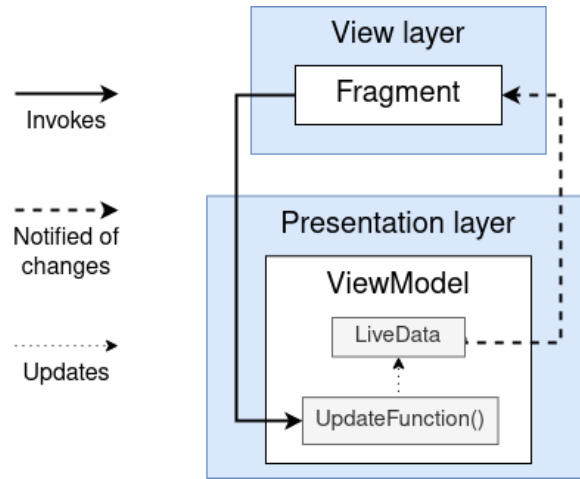 View layer
Fragment
Invokes
Notified of
changes
Presentation layer
ViewModel
LiveData
Updates
UpdateFunction()